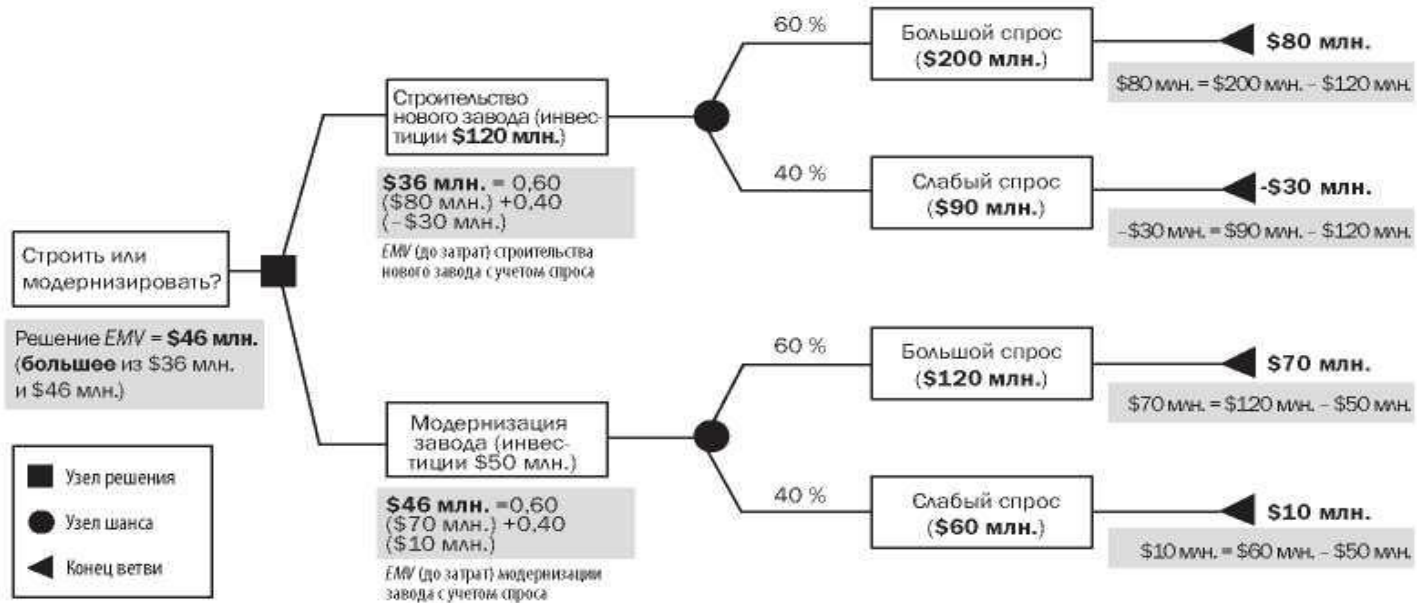 Строить или
модернизировать?
Решение EMV = $46 млн.
(большее из $36 млн.
и $46 млн.)
Узел решения
Узел шанса
Конец ветви
Строительство
нового завода (инвес-
тиции $120 млн.)
$36 млн. = 0,60
($80 млн.) +0,40
(–$30 млн.)
EMV (до затрат) строительства
нового завода с учетом спроса
Модернизация
завода (инвес-
тиции $50 млн.)
$46 млн. =0,60
($70 млн.) +0,40
($10 млн.)
EMV (до затрат) модернизации
завода с учетом спроса
60 %
Большой спрос
($200 млн.)
$80 млн.
$80 млн. = $200 млн. – $120 млн.
40 %
Слабый спрос
($90 млн.)
-$30 млн.
–$30 млн. = $90 млн. – $120 млн.
60 %
Большой спрос
($120 млн.)
$70 млн.
$70 млн. = $120 млн. – $50 млн.
40 %
Слабый спрос
($60 млн.)
$10 млн.
$10 млн. = $60 млн. – $50 млн.